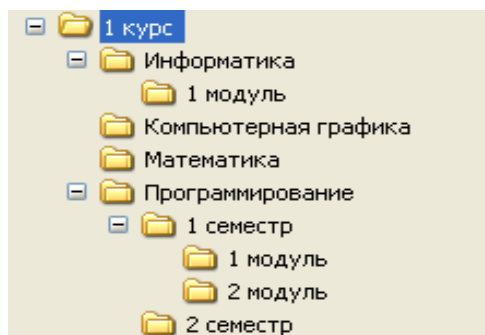 1 курс
Информатика
1 модуль
Компьютерная графика
Математика
Программирование
1 семестр
1 модуль
2 модуль
2 семестр